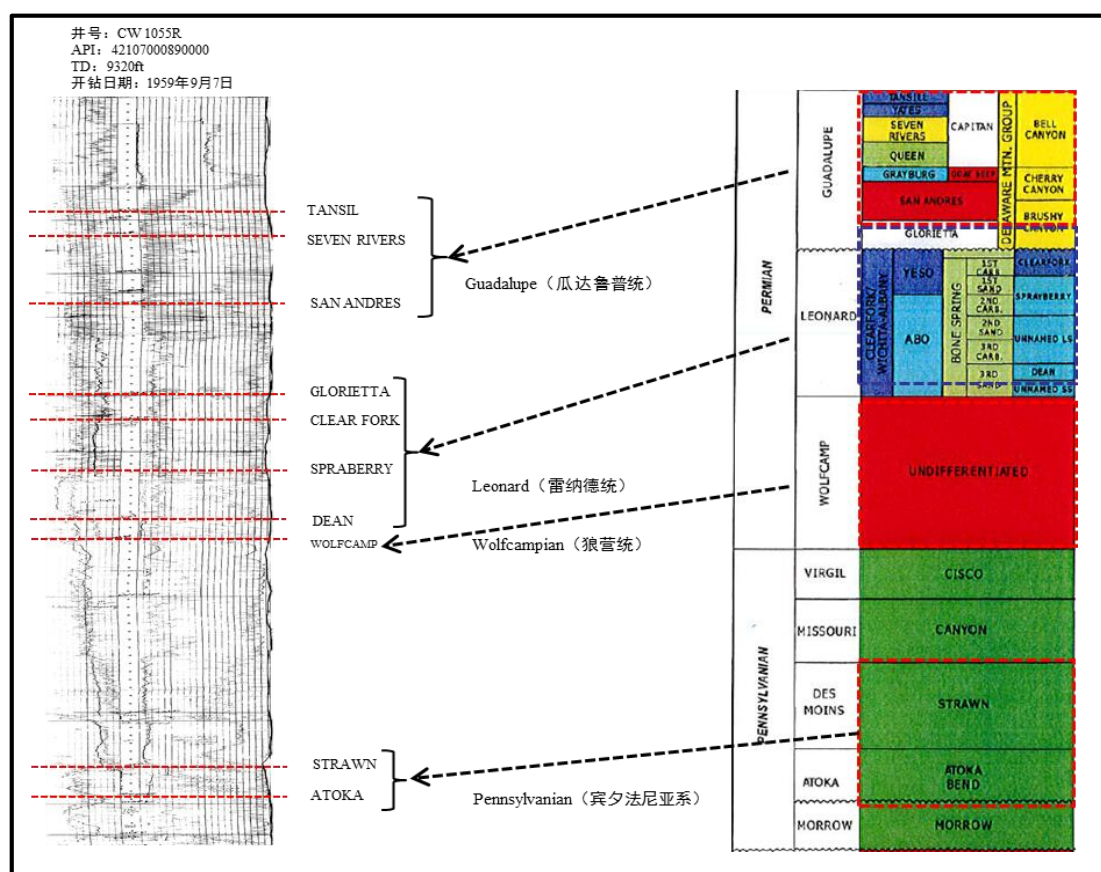 井号：CW 1055R
API：42107000890000
TD：9320ft
开钻日期：1959年9月7日
TANSIL
SEVEN RIVERS
SAN ANDRES
Guadalupe（瓜达鲁普统）
GLORIETTA
CLEAR FORK
SPRABERRY
DEAN
Leonard（雷纳德统）
WOLFCAMP
Wolfcampian（狼营统）
STRAWN
ATOKA
Pennsylvanian（宾夕法尼亚系）
PERMIAN
GUADALUPE
TANSILL
YATES
SEVEN
RIVERS
QUEEN
GRAYBURG
SAN ANDRES
GLORIETTA
CAPITAN
GOAT SEEP
DELAWARE MTN. GROUP
BELL
CANYON
CHERRY
CANYON
BRUSHY
CANYON
LEONARD
CLEARFORK/
WICHITA-ALBANY
YESO
ABO
BONE SPRING
1ST
CARB.
1ST
SAND
2ND
CARB.
2ND
SAND
3RD
CARB.
3RD
SAND
CLEARFORK
SPRAYBERRY
UNNAMED LS
DEAN
UNNAMED SS
WOLFCAMP
UNDIFFERENTIATED
PENNSYLVANIAN
VIRGIL
CISCO
MISSOURI
CANYON
DES
MOINS
STRAWN
ATOKA
ATOKA
BEND
MORROW
MORROW